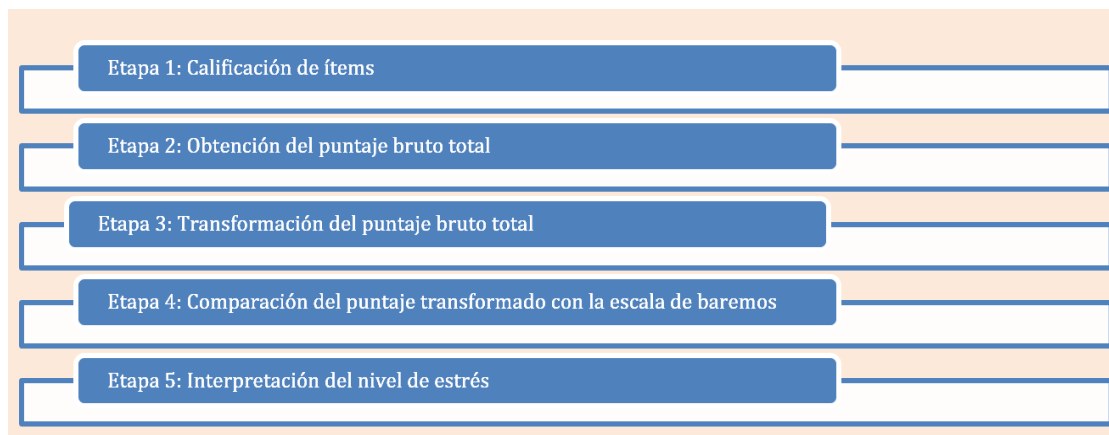 Etapa 1: Calificación de ítems
Etapa 2: Obtención del puntaje bruto total
Etapa 3: Transformación del puntaje bruto total
Etapa 4: Comparación del puntaje transformado con la escala de baremos
Etapa 5: Interpretación del nivel de estrés